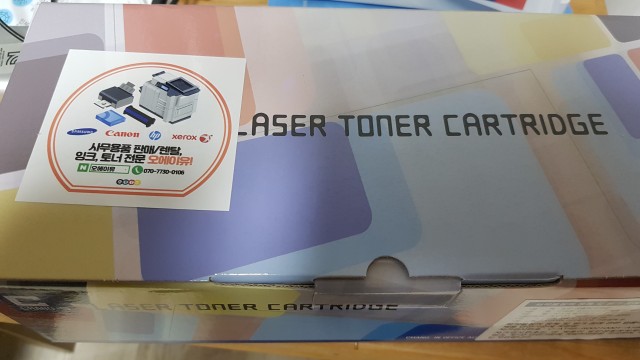 LASER TONER CARTRIDGE
SAMSUNG Canon hp xerox
사무용품 판매/렌탈,
잉크, 토너 전문 오에이유!
N 오에이유 070-7730-0106
LASER TONER CARTRIDGE